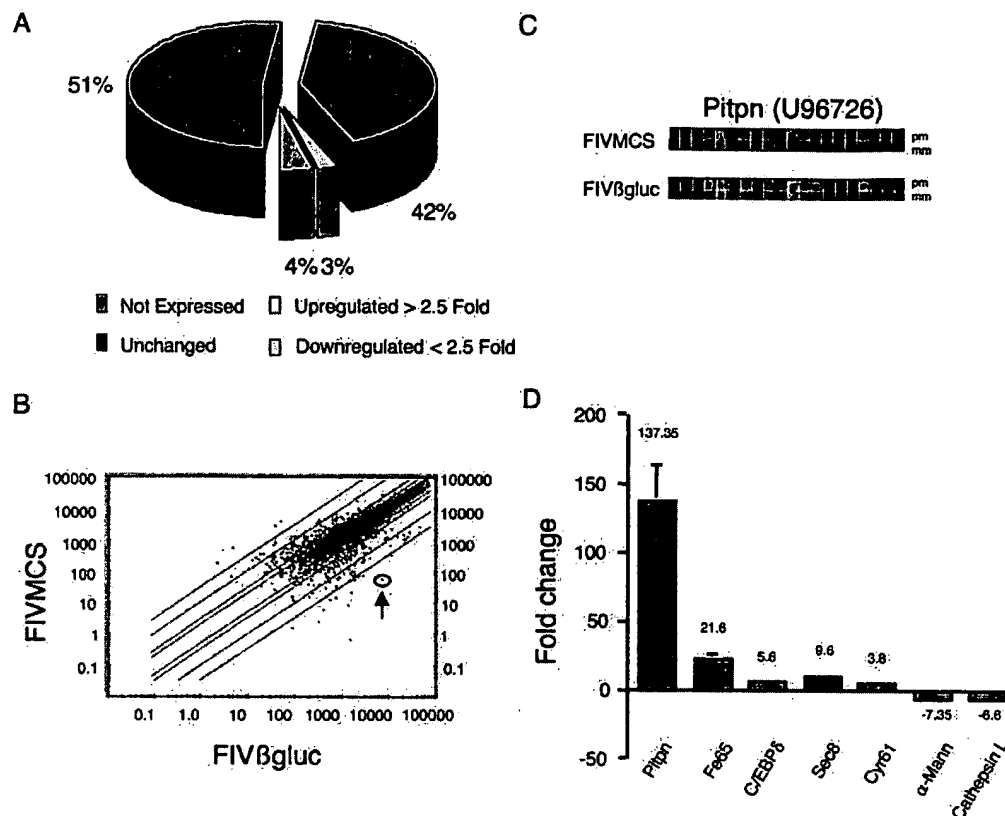 A
51%
42%
4% 3%
Not Expressed
Upregulated > 2.5 Fold
Unchanged
Downregulated < 2.5 Fold
B
FIVMCS
100000
10000
1000
100
10
1
0.1
100000
10000
1000
100
10
1
0.1
0.1 1.0 10 100 1000 10000 100000
FIVßgluc
C
Pitpn (U96726)
FIVMCS
pm
mm
FIVßgluc
pm
mm
D
Fold change
200
150
100
50
0
-50
137.35
21.6
5.6
9.6
3.8
-7.35
-6.6
Pitpn
Fe65
C/EBPδ
Sec8
Cyr61
α-Mann
Cathepsin L